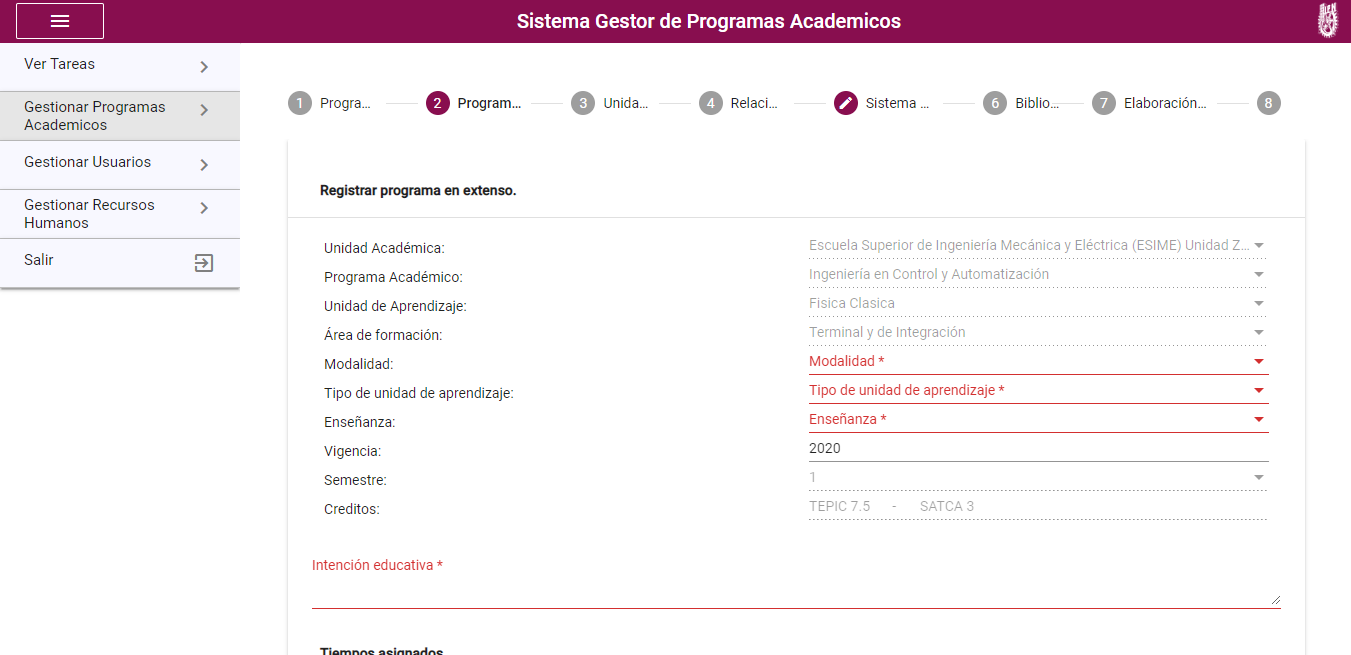 Sistema Gestor de Programas Academicos
Ver Tareas
Gestionar Programas
Academicos
Gestionar Usuarios
Gestionar Recursos
Humanos
Salir
1 Progra... 2 Program... 3 Unida... 4 Relaci... Sistema ... 6 Biblio... 7 Elaboración... 8
Registrar programa en extenso.
Unidad Académica: Escuela Superior de Ingeniería Mecánica y Eléctrica (ESIME) Unidad Z...
Programa Académico: Ingeniería en Control y Automatización
Unidad de Aprendizaje: Fisica Clasica
Área de formación: Terminal y de Integración
Modalidad: Modalidad *
Tipo de unidad de aprendizaje: Tipo de unidad de aprendizaje *
Enseñanza: Enseñanza *
Vigencia: 2020
Semestre: 1
Creditos: TEPIC 7.5 - SATCA 3
Intención educativa *
Tiempos asignados